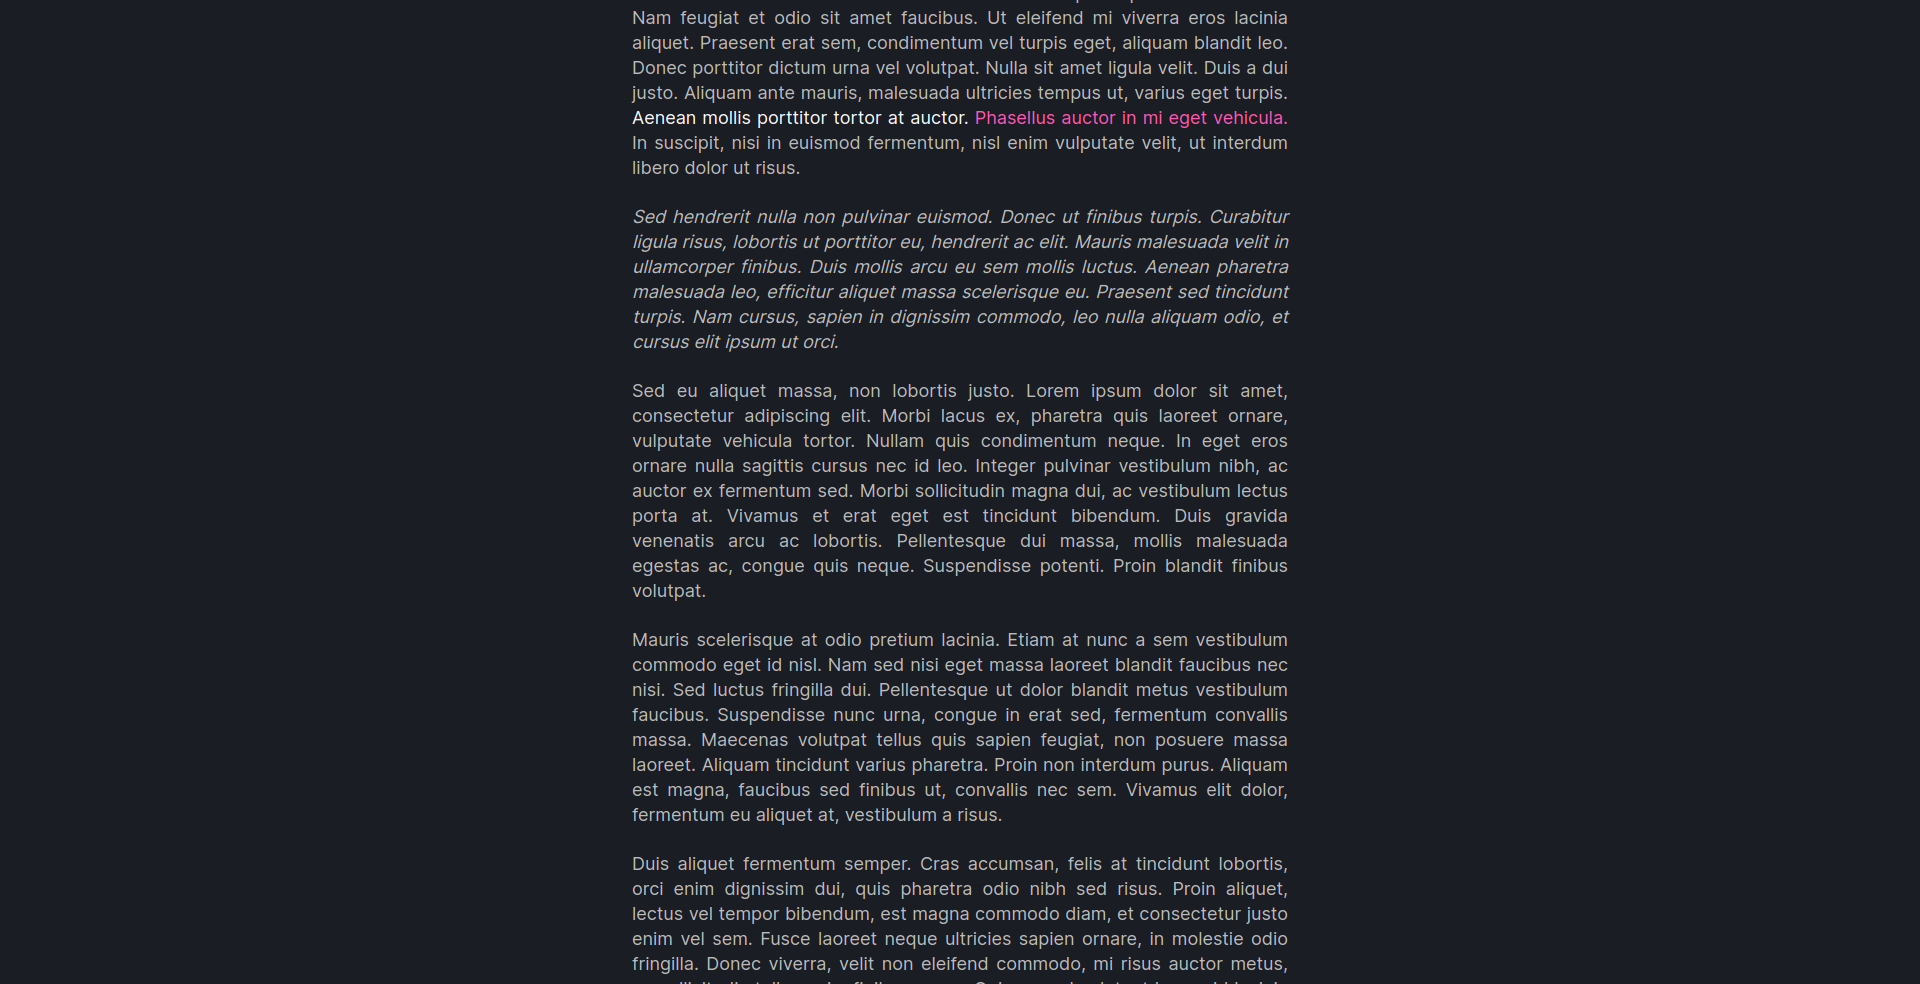 Nam feugiat et odio sit amet faucibus. Ut eleifend mi viverra eros lacinia
aliquet. Praesent erat sem, condimentum vel turpis eget, aliquam blandit leo.
Donec porttitor dictum urna vel volutpat. Nulla sit amet ligula velit. Duis a dui
justo. Aliquam ante mauris, malesuada ultricies tempus ut, varius eget turpis.
Aenean mollis porttitor tortor at auctor. Phasellus auctor in mi eget vehicula.
In suscipit, nisi in euismod fermentum, nisl enim vulputate velit, ut interdum
libero dolor ut risus.
Sed hendrerit nulla non pulvinar euismod. Donec ut finibus turpis. Curabitur
ligula risus, lobortis ut porttitor eu, hendrerit ac elit. Mauris malesuada velit in
ullamcorper finibus. Duis mollis arcu eu sem mollis luctus. Aenean pharetra
malesuada leo, efficitur aliquet massa scelerisque eu. Praesent sed tincidunt
turpis. Nam cursus, sapien in dignissim commodo, leo nulla aliquam odio, et
cursus elit ipsum ut orci.
Sed eu aliquet massa, non lobortis justo. Lorem ipsum dolor sit amet,
consectetur adipiscing elit. Morbi lacus ex, pharetra quis laoreet ornare,
vulputate vehicula tortor. Nullam quis condimentum neque. In eget eros
ornare nulla sagittis cursus nec id leo. Integer pulvinar vestibulum nibh, ac
auctor ex fermentum sed. Morbi sollicitudin magna dui, ac vestibulum lectus
porta at. Vivamus et erat eget est tincidunt bibendum. Duis gravida
venenatis arcu ac lobortis. Pellentesque dui massa, mollis malesuada
egestas ac, congue quis neque. Suspendisse potenti. Proin blandit finibus
volutpat.
Mauris scelerisque at odio pretium lacinia. Etiam at nunc a sem vestibulum
commodo eget id nisl. Nam sed nisi eget massa laoreet blandit faucibus nec
nisi. Sed luctus fringilla dui. Pellentesque ut dolor blandit metus vestibulum
faucibus. Suspendisse nunc urna, congue in erat sed, fermentum convallis
massa. Maecenas volutpat tellus quis sapien feugiat, non posuere massa
laoreet. Aliquam tincidunt varius pharetra. Proin non interdum purus. Aliquam
est magna, faucibus sed finibus ut, convallis nec sem. Vivamus elit dolor,
fermentum eu aliquet at, vestibulum a risus.
Duis aliquet fermentum semper. Cras accumsan, felis at tincidunt lobortis,
orci enim dignissim dui, quis pharetra odio nibh sed risus. Proin aliquet,
lectus vel tempor bibendum, est magna commodo diam, et consectetur justo
enim vel sem. Fusce laoreet neque ultricies sapien ornare, in molestie odio
fringilla. Donec viverra, velit non eleifend commodo, mi risus auctor metus,